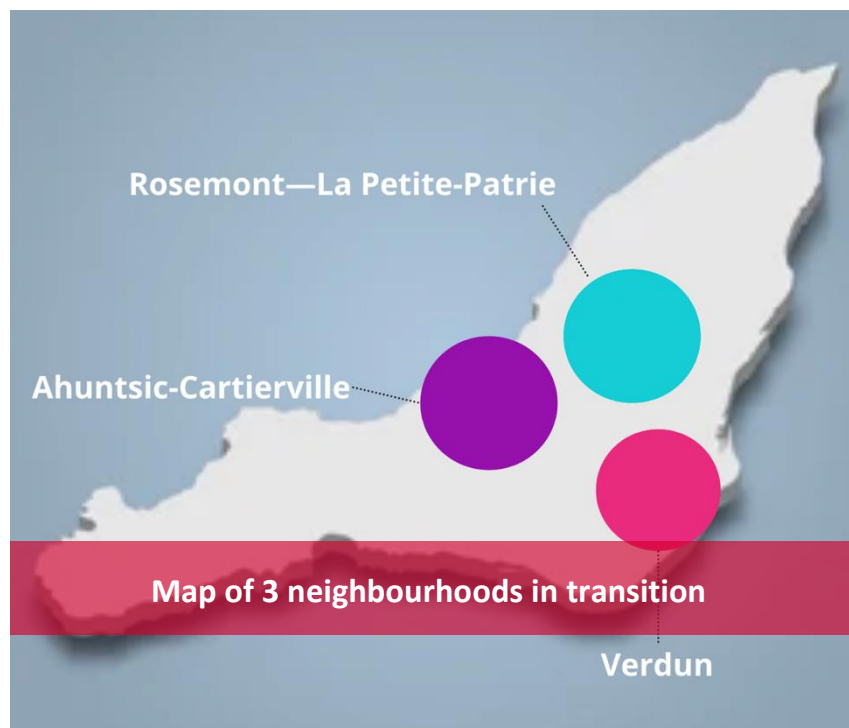 Rosemont—La Petite-Patrie
Ahuntsic-Cartierville
Map of 3 neighbourhoods in transition
Verdun